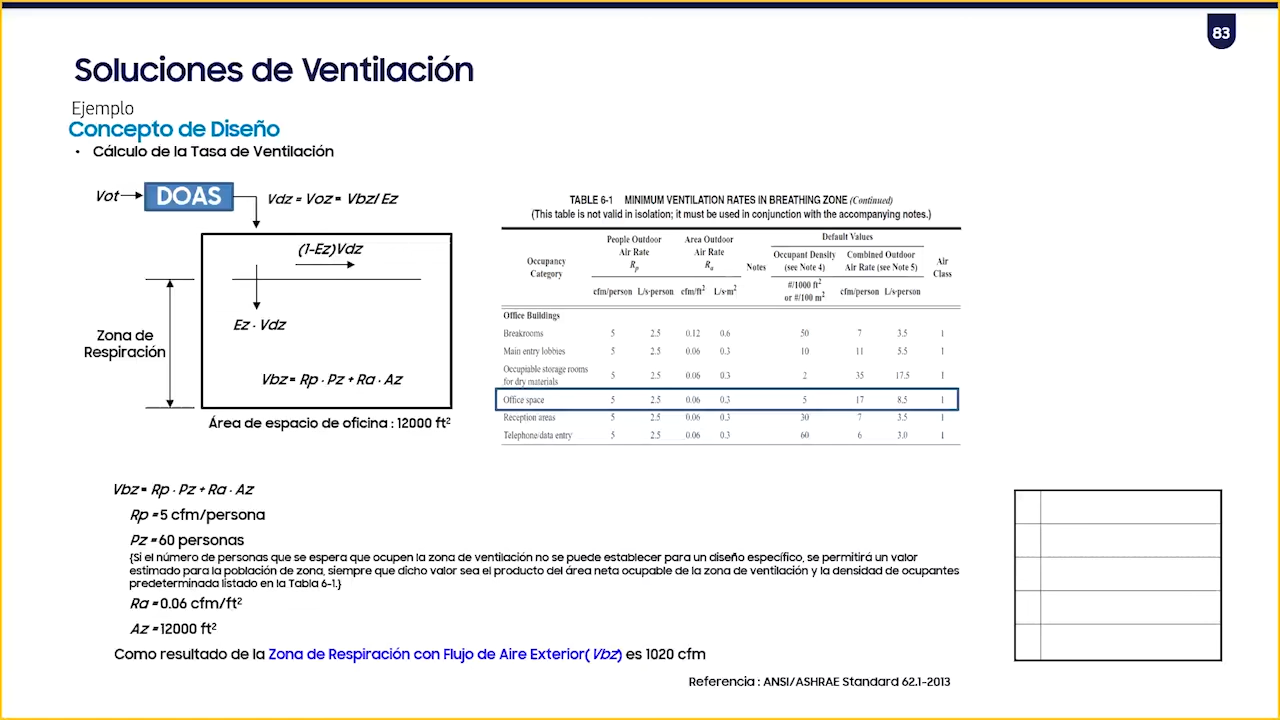 83
Soluciones de Ventilación
Ejemplo
Concepto de Diseño
• Cálculo de la Tasa de Ventilación
Vot
DOAS
Vdz = Voz = Vbz/ Ez
(1-Ez)Vdz
Ez · Vdz
Zona de
Respiración
Vbz = Rp · Pz + Ra · Az
Área de espacio de oficina : 12000 ft²
TABLE 6-1 MINIMUM VENTILATION RATES IN BREATHING ZONE (Continued)
(This table is not valid in isolation; it must be used in conjunction with the accompanying notes.)
Occupancy
Category
People Outdoor
Air Rate
Rp
Area Outdoor
Air Rate
Ra
Notes
Default Values
Occupant Density
(see Note 4)
Combined Outdoor
Air Rate (see Note 5)
Air
Class
cfm/person L/s·person cfm/ft² L/s·m²
#/1000 ft²
or #/100 m²
cfm/person L/s·person
Office Buildings
Breakrooms 5 2.5 0.12 0.6 50 7 3.5 1
Main entry lobbies 5 2.5 0.06 0.3 10 11 5.5 1
Occupiable storage rooms
for dry materials 5 2.5 0.06 0.3 2 35 17.5 1
Office space 5 2.5 0.06 0.3 5 17 8.5 1
Reception areas 5 2.5 0.06 0.3 30 7 3.5 1
Telephone/data entry 5 2.5 0.06 0.3 60 6 3.0 1
Vbz = Rp · Pz + Ra · Az
Rp = 5 cfm/persona
Pz = 60 personas
{Si el número de personas que se espera que ocupen la zona de ventilación no se puede establecer para un diseño específico, se permitirá un valor
estimado para la población de zona, siempre que dicho valor sea el producto del área neta ocupable de la zona de ventilación y la densidad de ocupantes
predeterminada listado en la Tabla 6-1.}
Ra = 0.06 cfm/ft²
Az = 12000 ft²
Como resultado de la Zona de Respiración con Flujo de Aire Exterior( Vbz) es 1020 cfm
Referencia : ANSI/ASHRAE Standard 62.1-2013